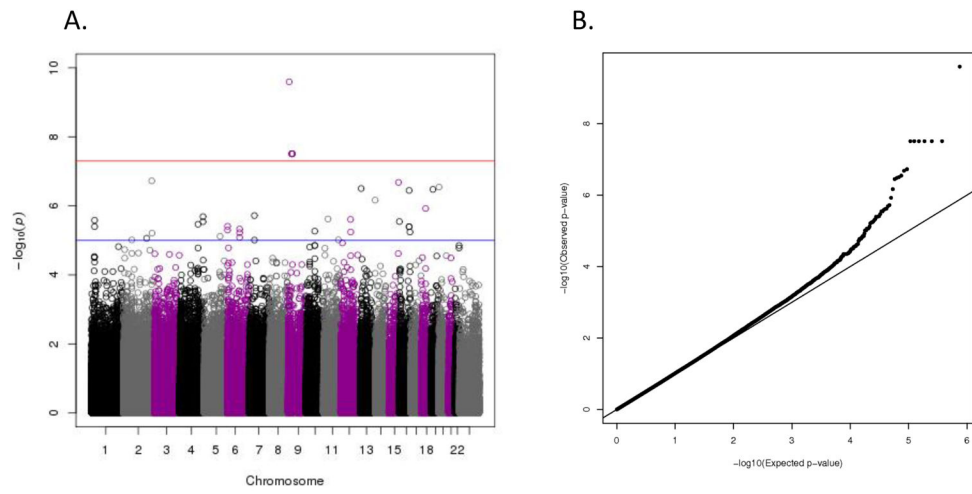 A.
10
8
6
4
2
0
−log₁₀(p)
1 2 3 4 5 6 7 8 9 11 13 15 18 22
Chromosome
B.
8
6
4
2
0
−log10(Observed p-value)
0 1 2 3 4 5 6
−log10(Expected p-value)